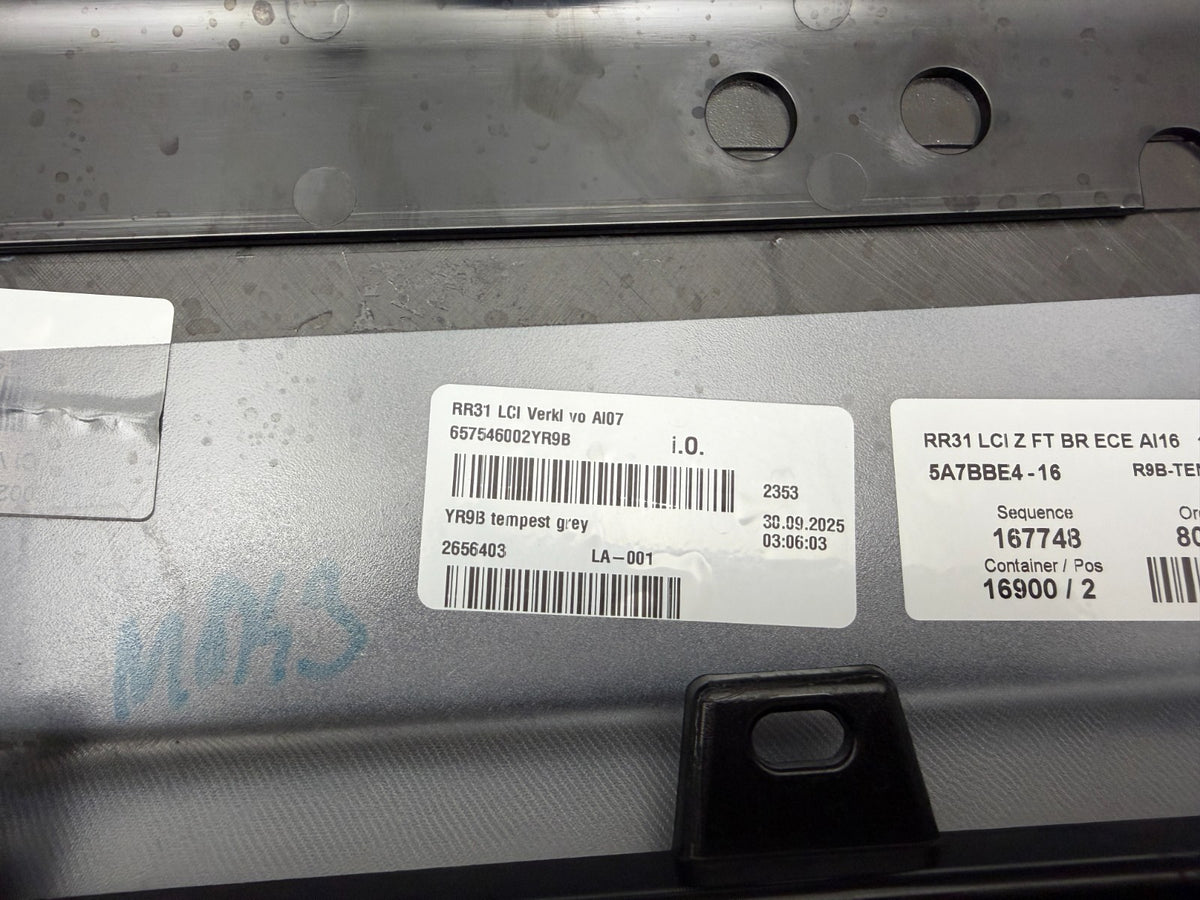 RR31 LCI Verkl vo AI07
657546002YR9B
i.O.
2353
YR9B tempest grey
30.09.2025
03:06:03
2656403
LA-001
RR31 LCI Z FT BR ECE AI16
5A7BBE4-16
Sequence
167748
Container / Pos
16900 / 2